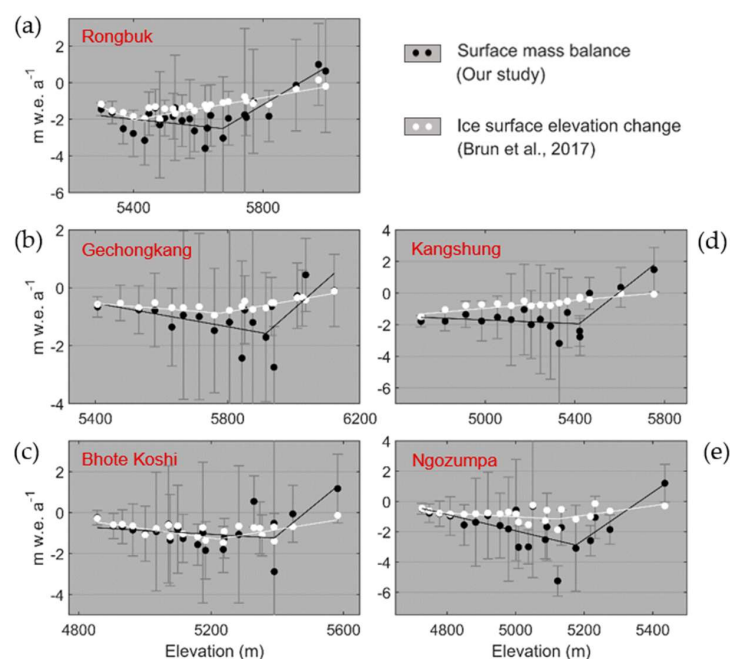 (a)
Rongbuk
2
0
-2
-4
-6
m w.e. a⁻¹
5400 5800
Surface mass balance
(Our study)
Ice surface elevation change
(Brun et al., 2017)
(b)
Gechongkang
2
0
-2
-4
m w.e. a⁻¹
5400 5800 6200
Kangshung
(d)
4
2
0
-2
-4
-6
5000 5400 5800
(c)
Bhote Koshi
2
0
-2
-4
m w.e. a⁻¹
4800 5200 5600
Elevation (m)
Ngozumpa
(e)
2
0
-2
-4
-6
5000 5400
Elevation (m)